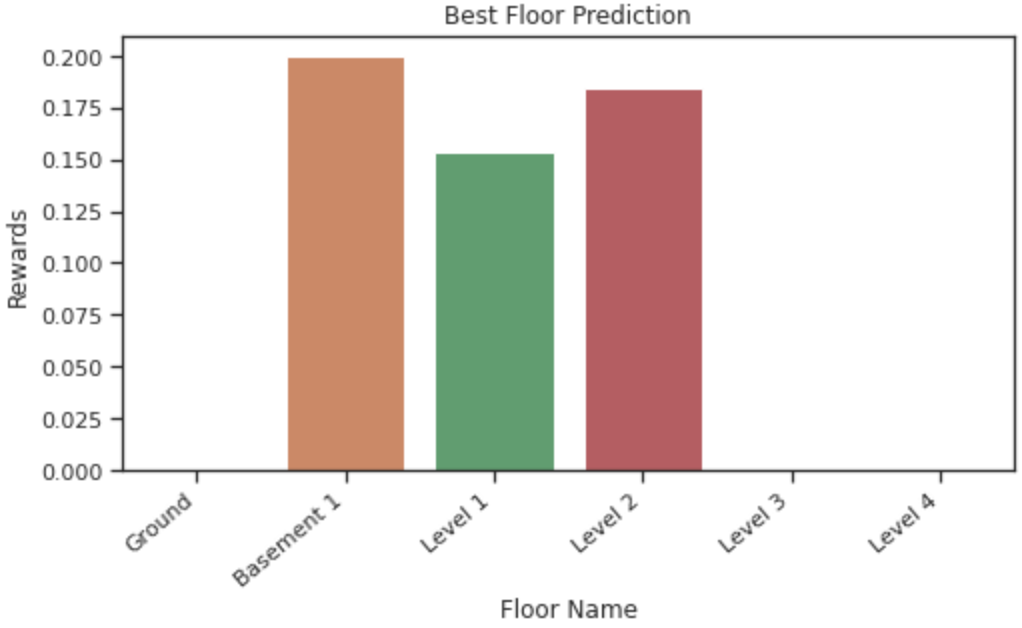 Best Floor Prediction
Rewards
0.200
0.175
0.150
0.125
0.100
0.075
0.050
0.025
0.000
Ground
Basement 1
Level 1
Level 2
Level 3
Level 4
Floor Name